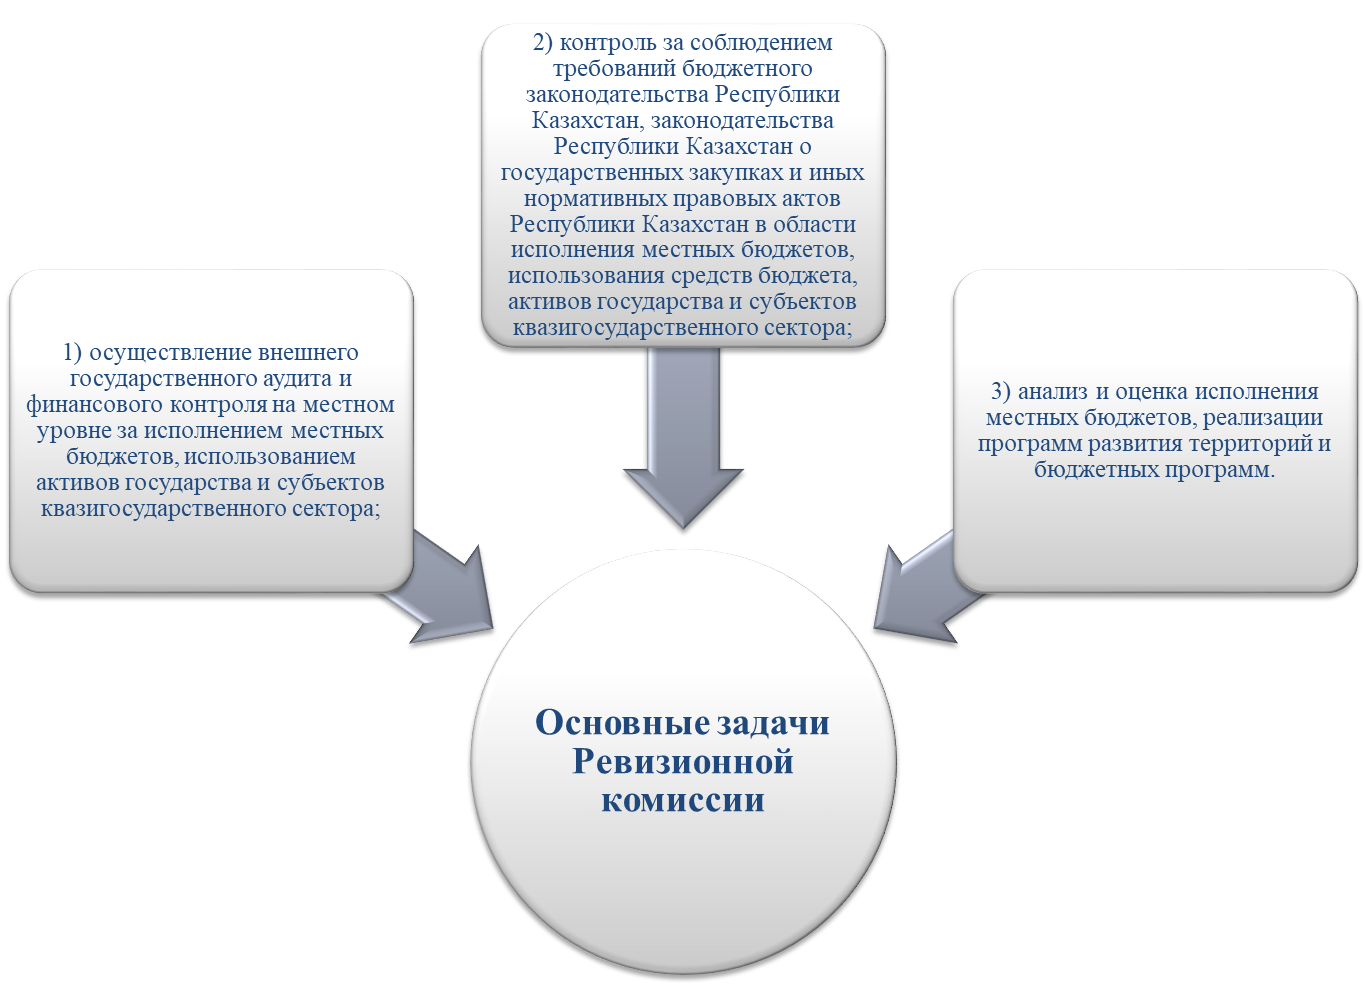 1) осуществление внешнего
государственного аудита и
финансового контроля на местном
уровне за исполнением местных
бюджетов, использованием
активов государства и субъектов
квазигосударственного сектора;
2) контроль за соблюдением
требований бюджетного
законодательства Республики
Казахстан, законодательства
Республики Казахстан о
государственных закупках и иных
нормативных правовых актов
Республики Казахстан в области
исполнения местных бюджетов,
использования средств бюджета,
активов государства и субъектов
квазигосударственного сектора;
3) анализ и оценка исполнения
местных бюджетов, реализации
программ развития территорий и
бюджетных программ.
Основные задачи
Ревизионной
комиссии